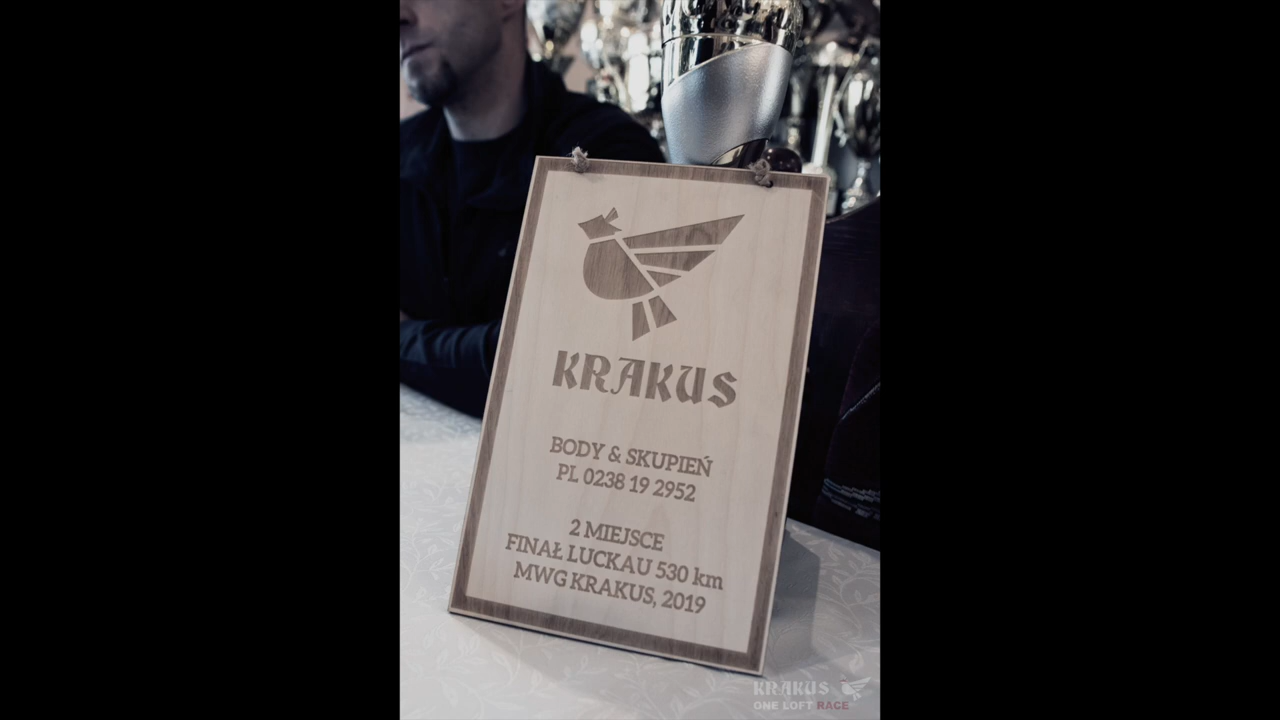 KRAKUS
BODY & SKUPIEŃ
PL 0238 19 2952
2 MIEJSCE
FINAŁ LUCKAU 530 km
MWG KRAKUS, 2019
KRAKUS
ONE LOFT RACE